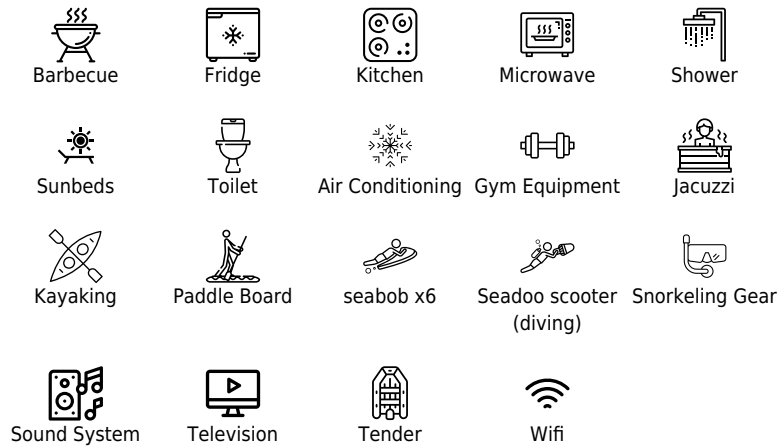 Barbecue
Fridge
Kitchen
Microwave
Shower
Sunbeds
Toilet
Air Conditioning
Gym Equipment
Jacuzzi
Kayaking
Paddle Board
seabob x6
Seadoo scooter
(diving)
Snorkeling Gear
Sound System
Television
Tender
Wifi